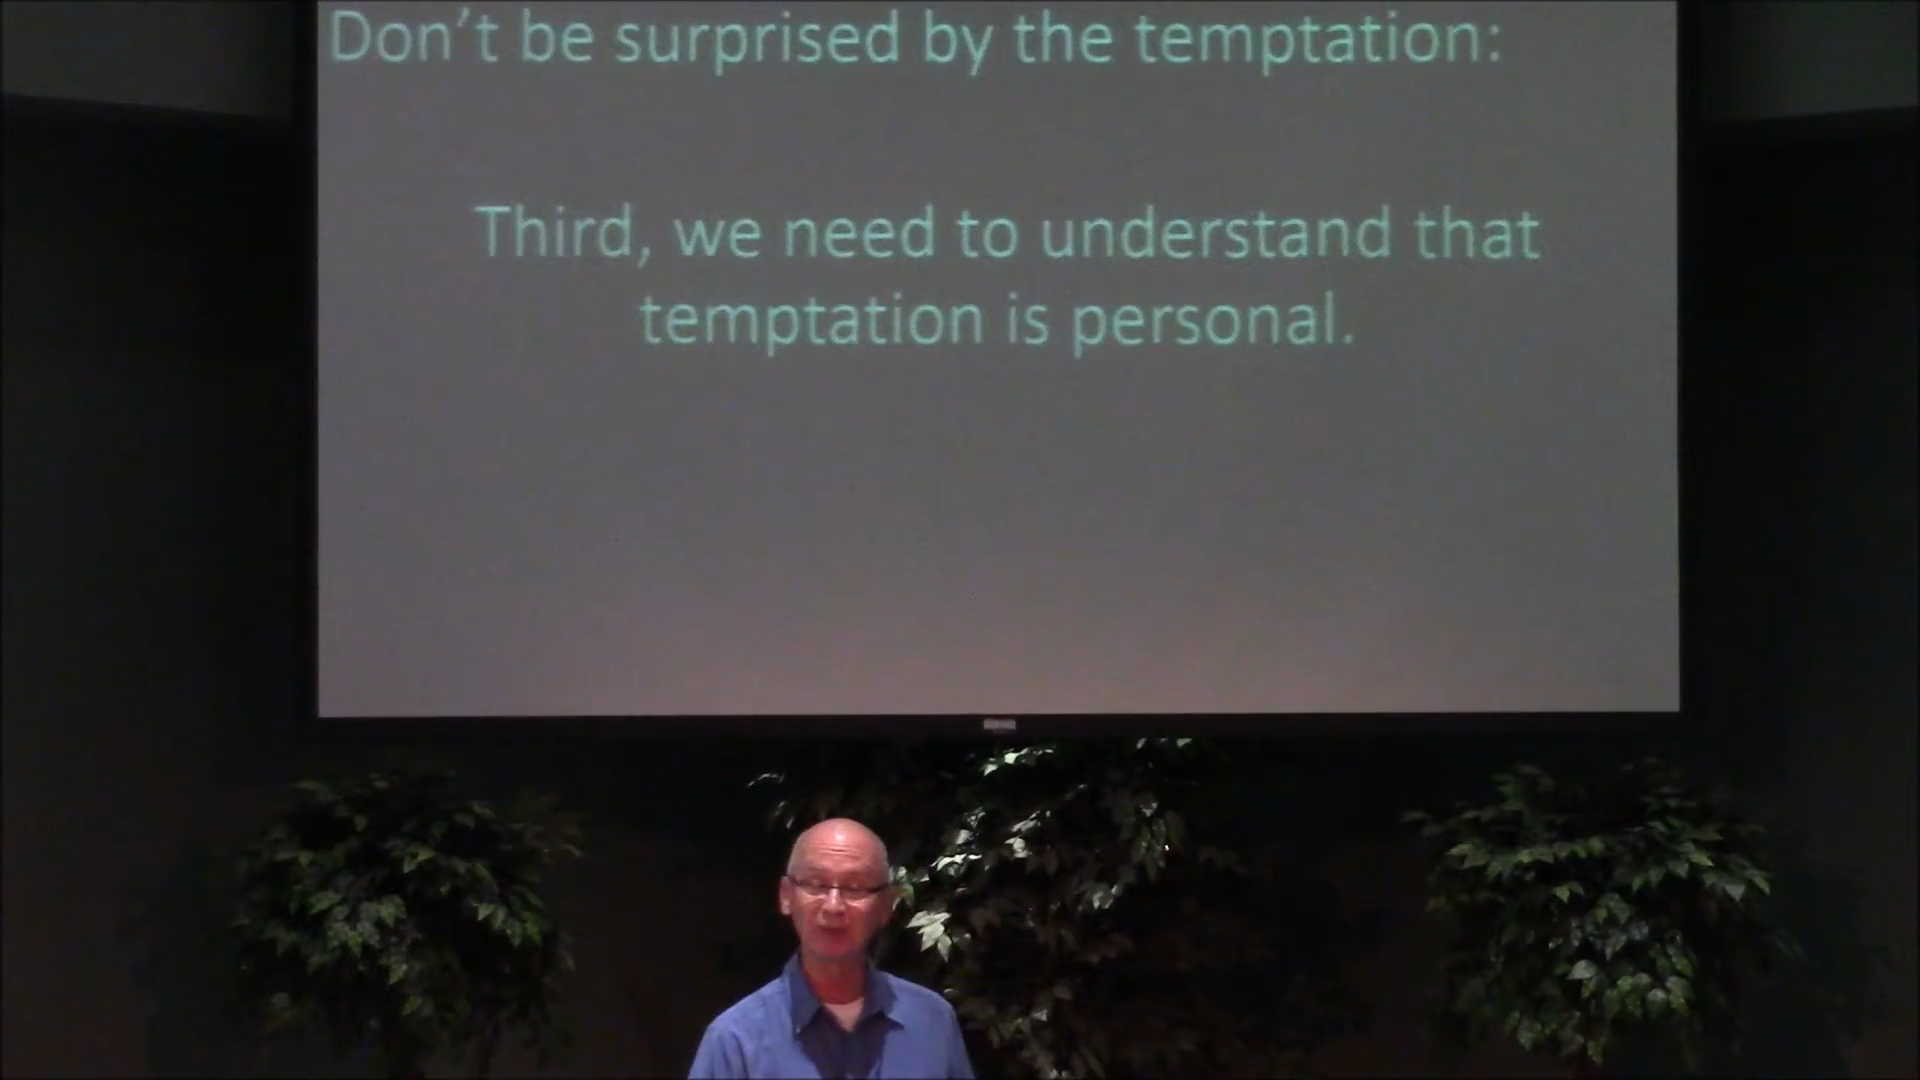 Don't be surprised by the temptation:
Third, we need to understand that
temptation is personal.